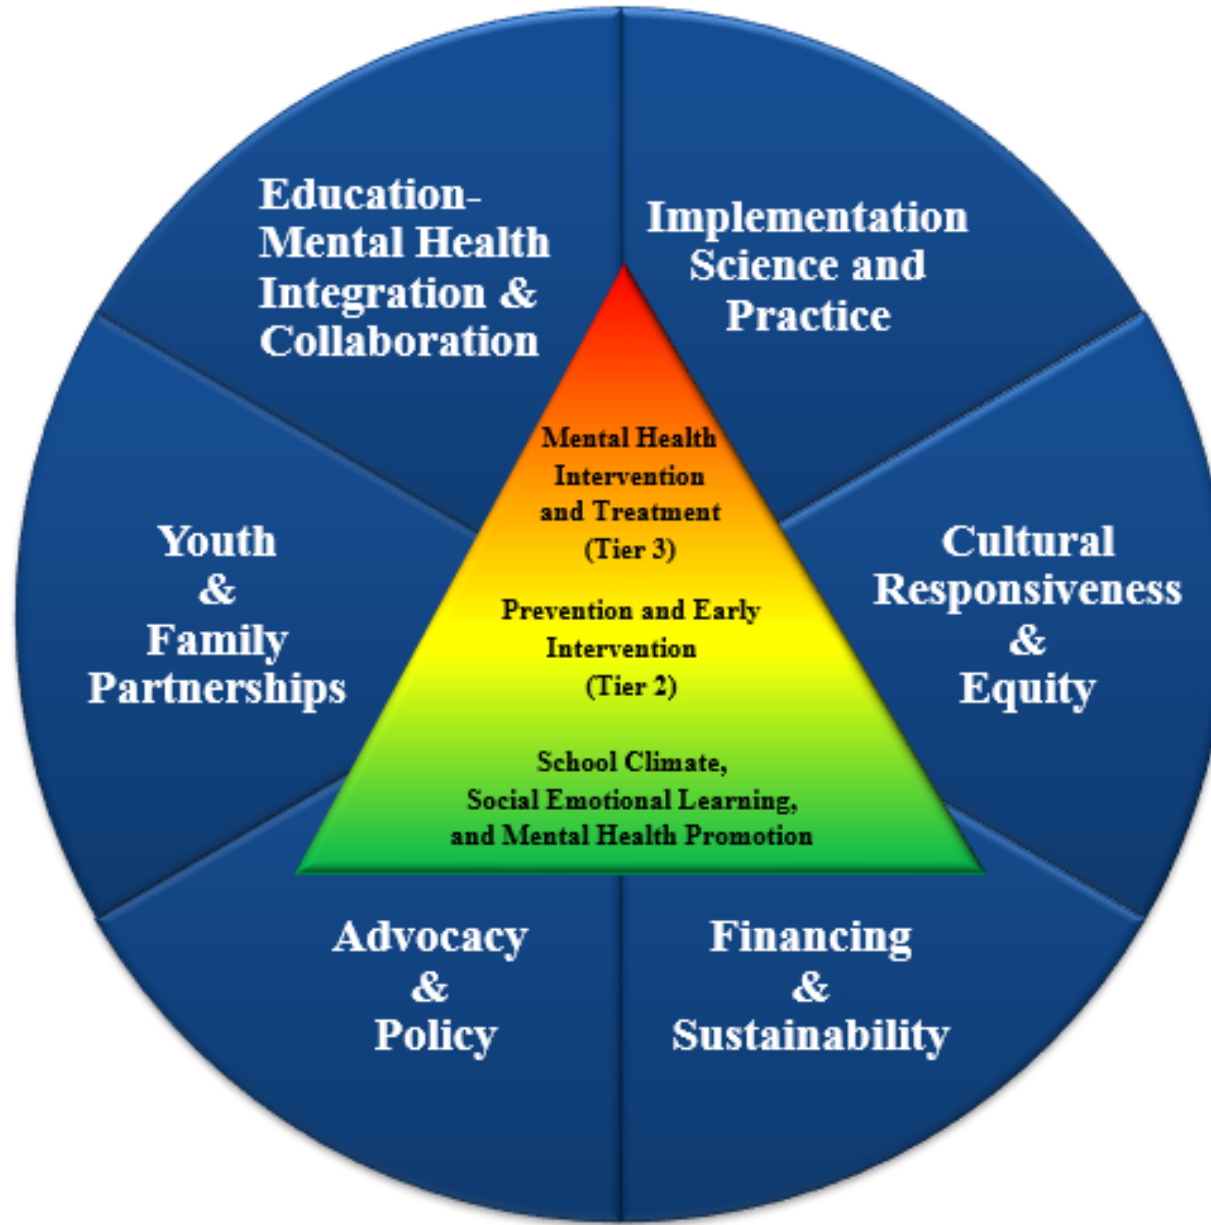 Education-
Mental Health
Integration &
Collaboration
Implementation
Science and
Practice
Mental Health
Intervention
and Treatment
(Tier 3)
Youth
&
Family
Partnerships
Cultural
Responsiveness
&
Equity
Prevention and Early
Intervention
(Tier 2)
School Climate,
Social Emotional Learning,
and Mental Health Promotion
Advocacy
&
Policy
Financing
&
Sustainability